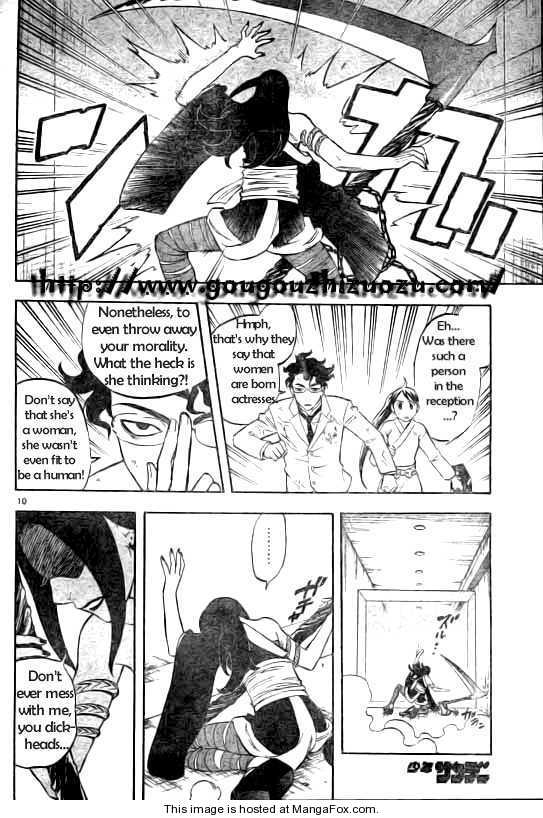 http://www.gougouzhizuozu.com/
Eh...
Was there
such a
person
in the
reception
...?
Hmph,
that's why they
say that
women
are born
actresses.
Nonetheless, to
even throw away
your morality.
What the heck is
she thinking?!
Don't say
that she's
a woman,
she wasn't
even fit to
be a human!
10
Don't
ever mess
with me,
you dick-
heads...
This image is hosted at MangaFox.com.